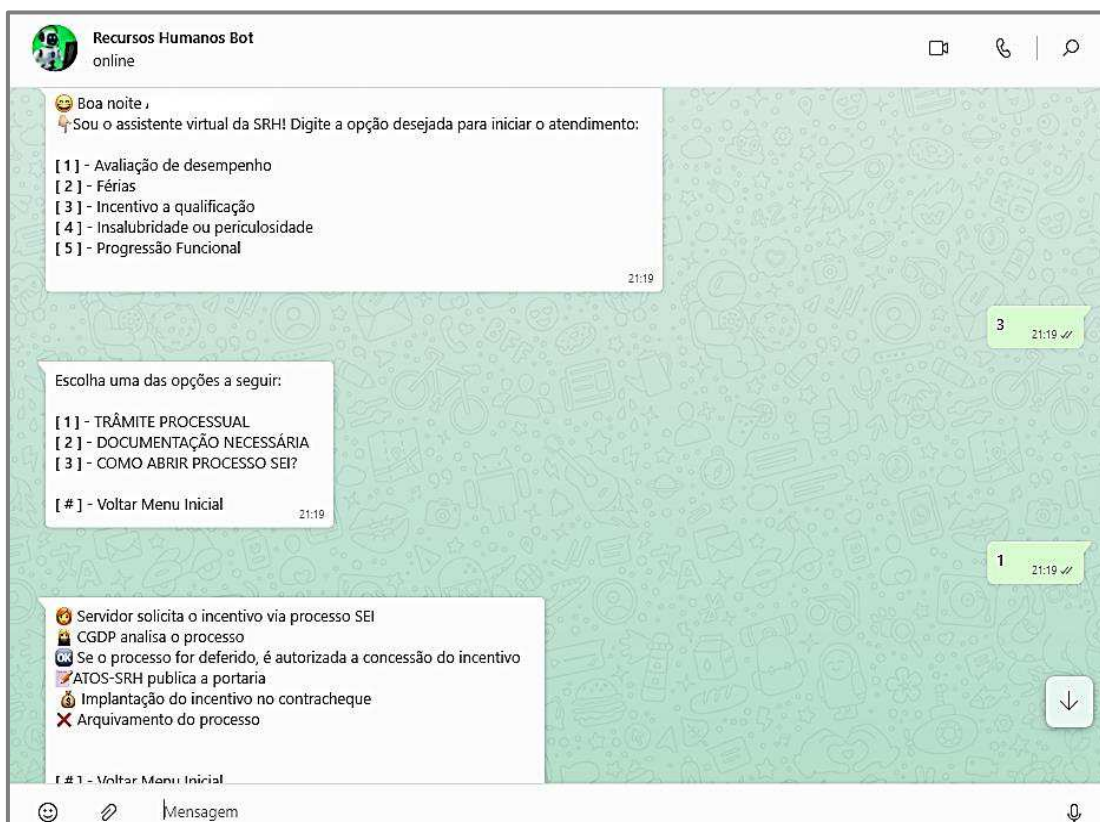 Recursos Humanos Bot
online
😄 Boa noite
👇Sou o assistente virtual da SRH! Digite a opção desejada para iniciar o atendimento:
[ 1 ] - Avaliação de desempenho
[ 2 ] - Férias
[ 3 ] - Incentivo a qualificação
[ 4 ] - Insalubridade ou periculosidade
[ 5 ] - Progressão Funcional
21:19
3
21:19
Escolha uma das opções a seguir:
[ 1 ] - TRÂMITE PROCESSUAL
[ 2 ] - DOCUMENTAÇÃO NECESSÁRIA
[ 3 ] - COMO ABRIR PROCESSO SEI?
[ # ] - Voltar Menu Inicial
21:19
1
21:19
Servidor solicita o incentivo via processo SEI
CGDP analisa o processo
🆗 Se o processo for deferido, é autorizada a concessão do incentivo
📝ATOS-SRH publica a portaria
💰 Implantação do incentivo no contracheque
❌ Arquivamento do processo
[ # ] - Voltar Menu Inicial
Mensagem